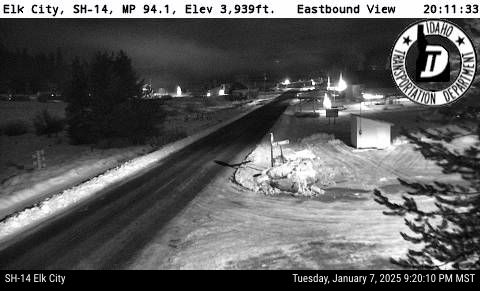 Elk City, SH-14, MP 94.1, Elev 3,939ft. Eastbound View 20:11:33
IDAHO
TRANSPORTATION DEPARTMENT
SH-14 Elk City Tuesday, January 7, 2025 9:20:10 PM MST